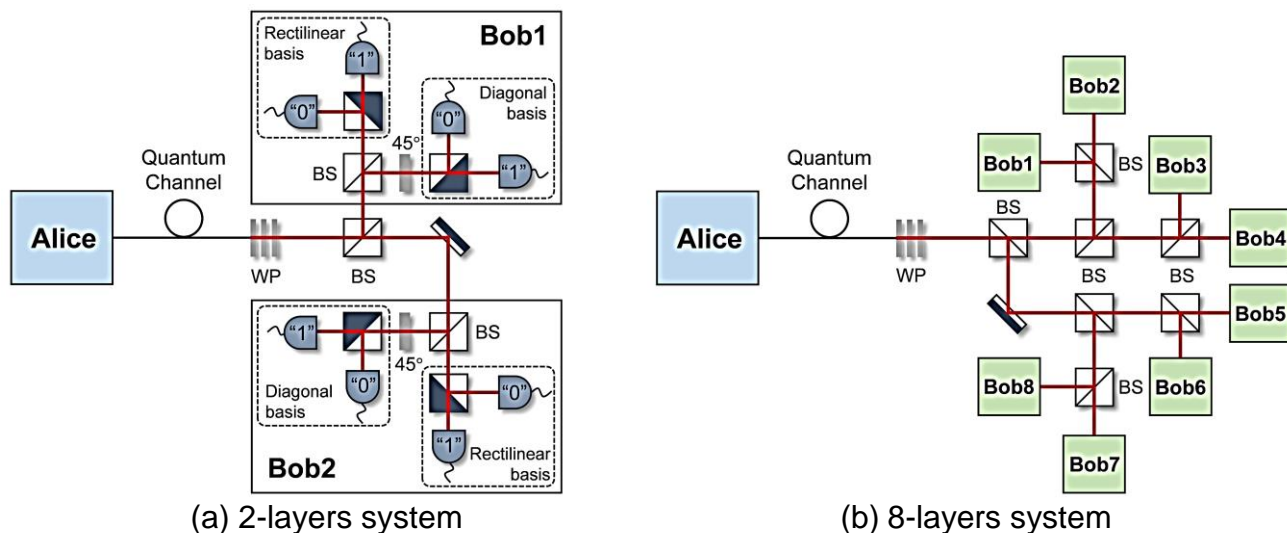 Rectilinear
basis
Bob1
"1"
"0"
Diagonal
basis
"0"
45°
"1"
BS
Quantum
Channel
Alice
WP
BS
"1"
"0"
45°
BS
Diagonal
basis
"0"
"1"
Rectilinear
basis
Bob2
(a) 2-layers system
Bob2
Bob1
BS
Bob3
Quantum
Channel
BS
Alice
Bob4
WP
BS
BS
Bob5
Bob8
BS
Bob6
Bob7
(b) 8-layers system